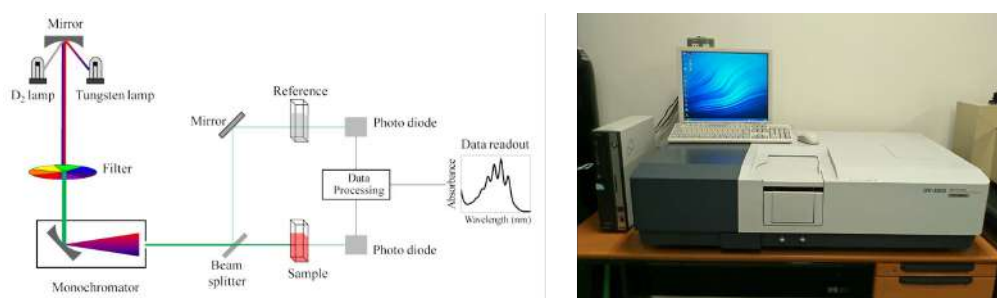 Mirror
D2 lamp
Tungsten lamp
Filter
Monochromator
Mirror
Reference
Photo diode
Data readout
Data
Processing
Absorbance
Wavelength (nm)
Beam
splitter
Sample
Photo diode